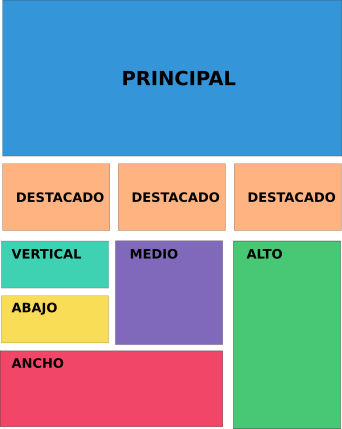 PRINCIPAL
DESTACADO
DESTACADO
DESTACADO
VERTICAL
MEDIO
ALTO
ABAJO
ANCHO